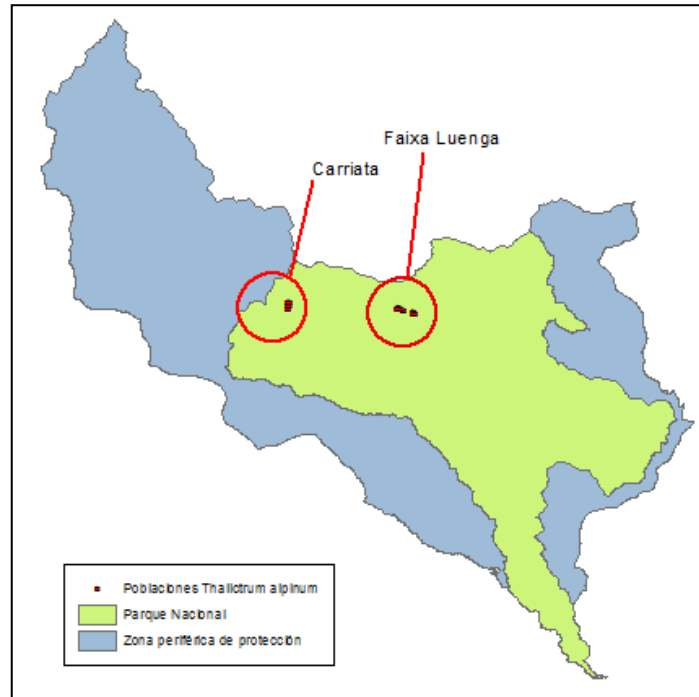 Faixa Luenga
Carriata
Poblaciones Thalictrum alpinum
Parque Nacional
Zona periférica de protección